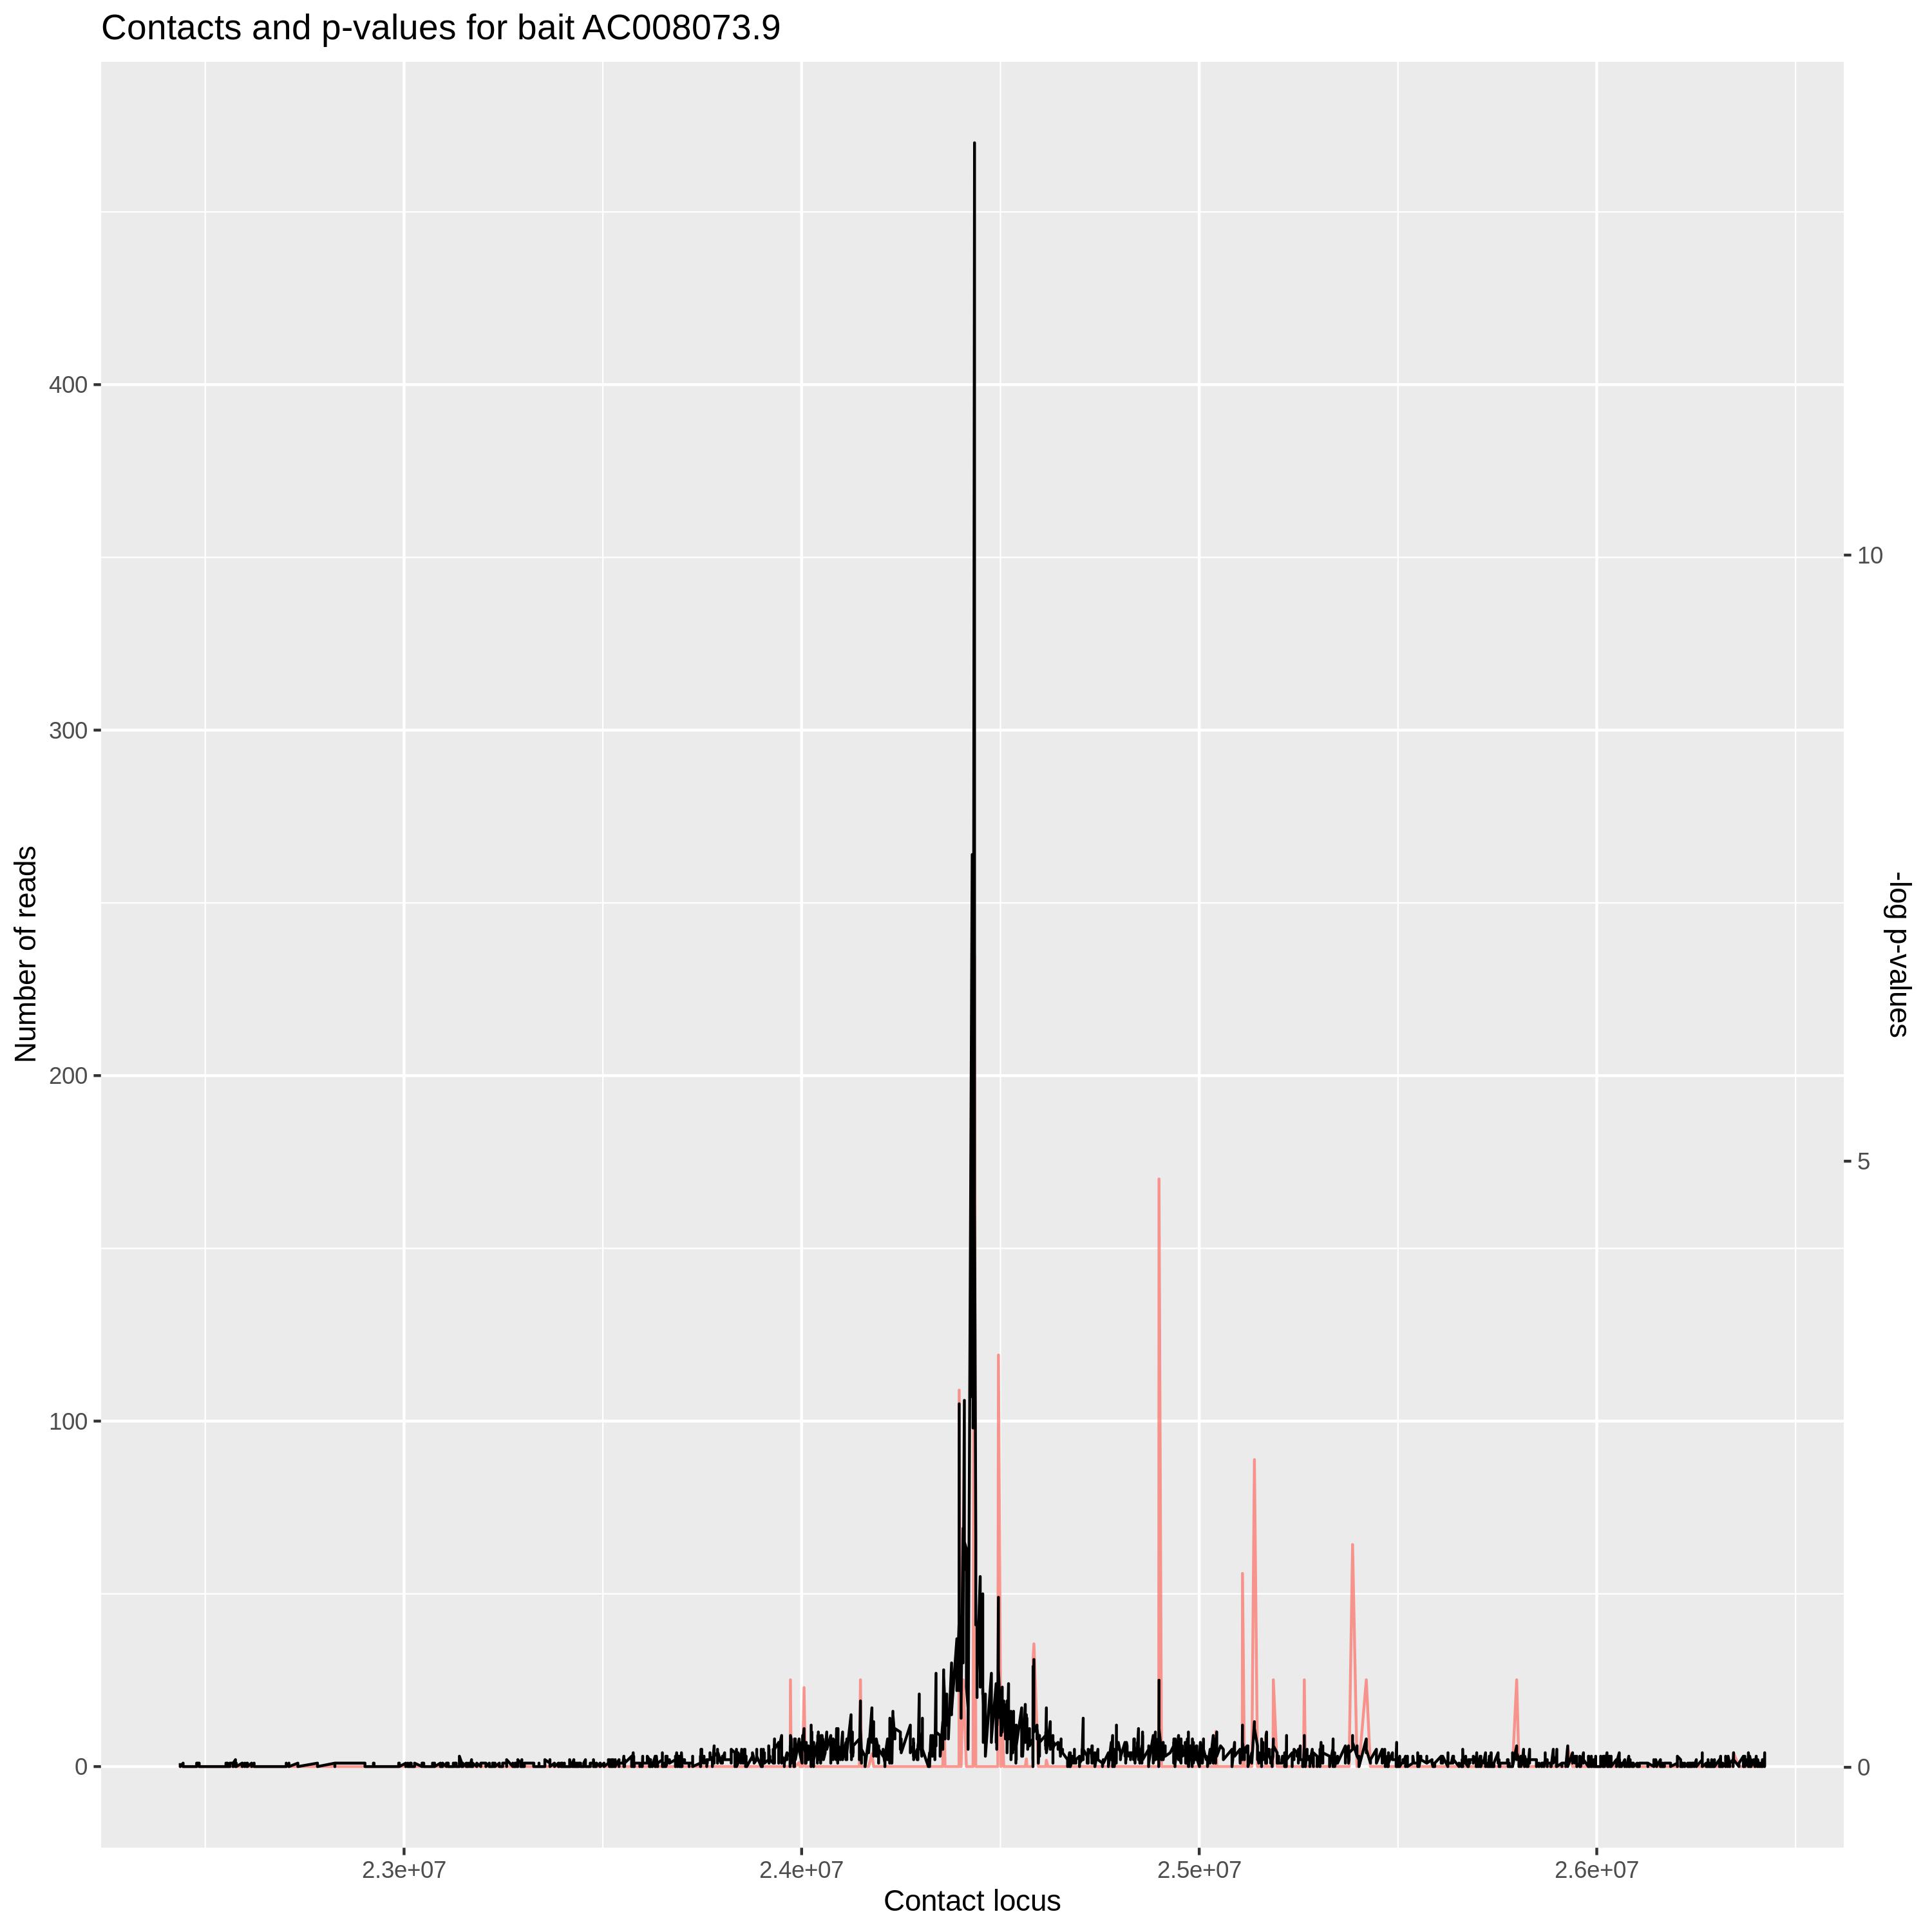 Contacts and p-values for bait AC008073.9
400
300
200
100
0
Number of reads
10
5
0
-log p-values
2.3e+07
2.4e+07
2.5e+07
2.6e+07
Contact locus